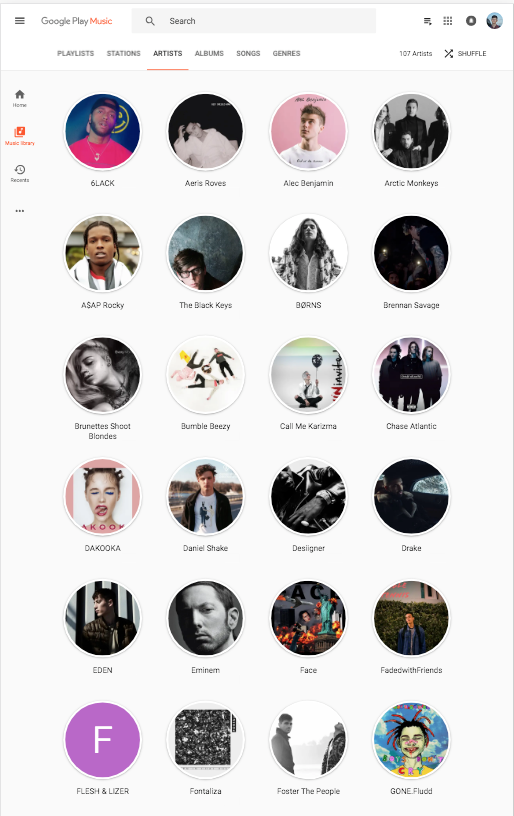 Google Play Music
Search
PLAYLISTS STATIONS ARTISTS ALBUMS SONGS GENRES
107 Artists SHUFFLE
Home
Music library
Recents
6LACK
Aeris Roves
Alec Benjamin
Arctic Monkeys
A$AP Rocky
The Black Keys
BØRNS
Brennan Savage
Brunettes Shoot
Blondes
Bumble Beezy
Call Me Karizma
Chase Atlantic
DAKOOKA
DAKOOKA
Daniel Shake
Desiigner
Drake
EDEN
Eminem
Face
FadedwithFriends
F
FLESH & LIZER
Fontaliza
Foster The People
GONE.Fludd